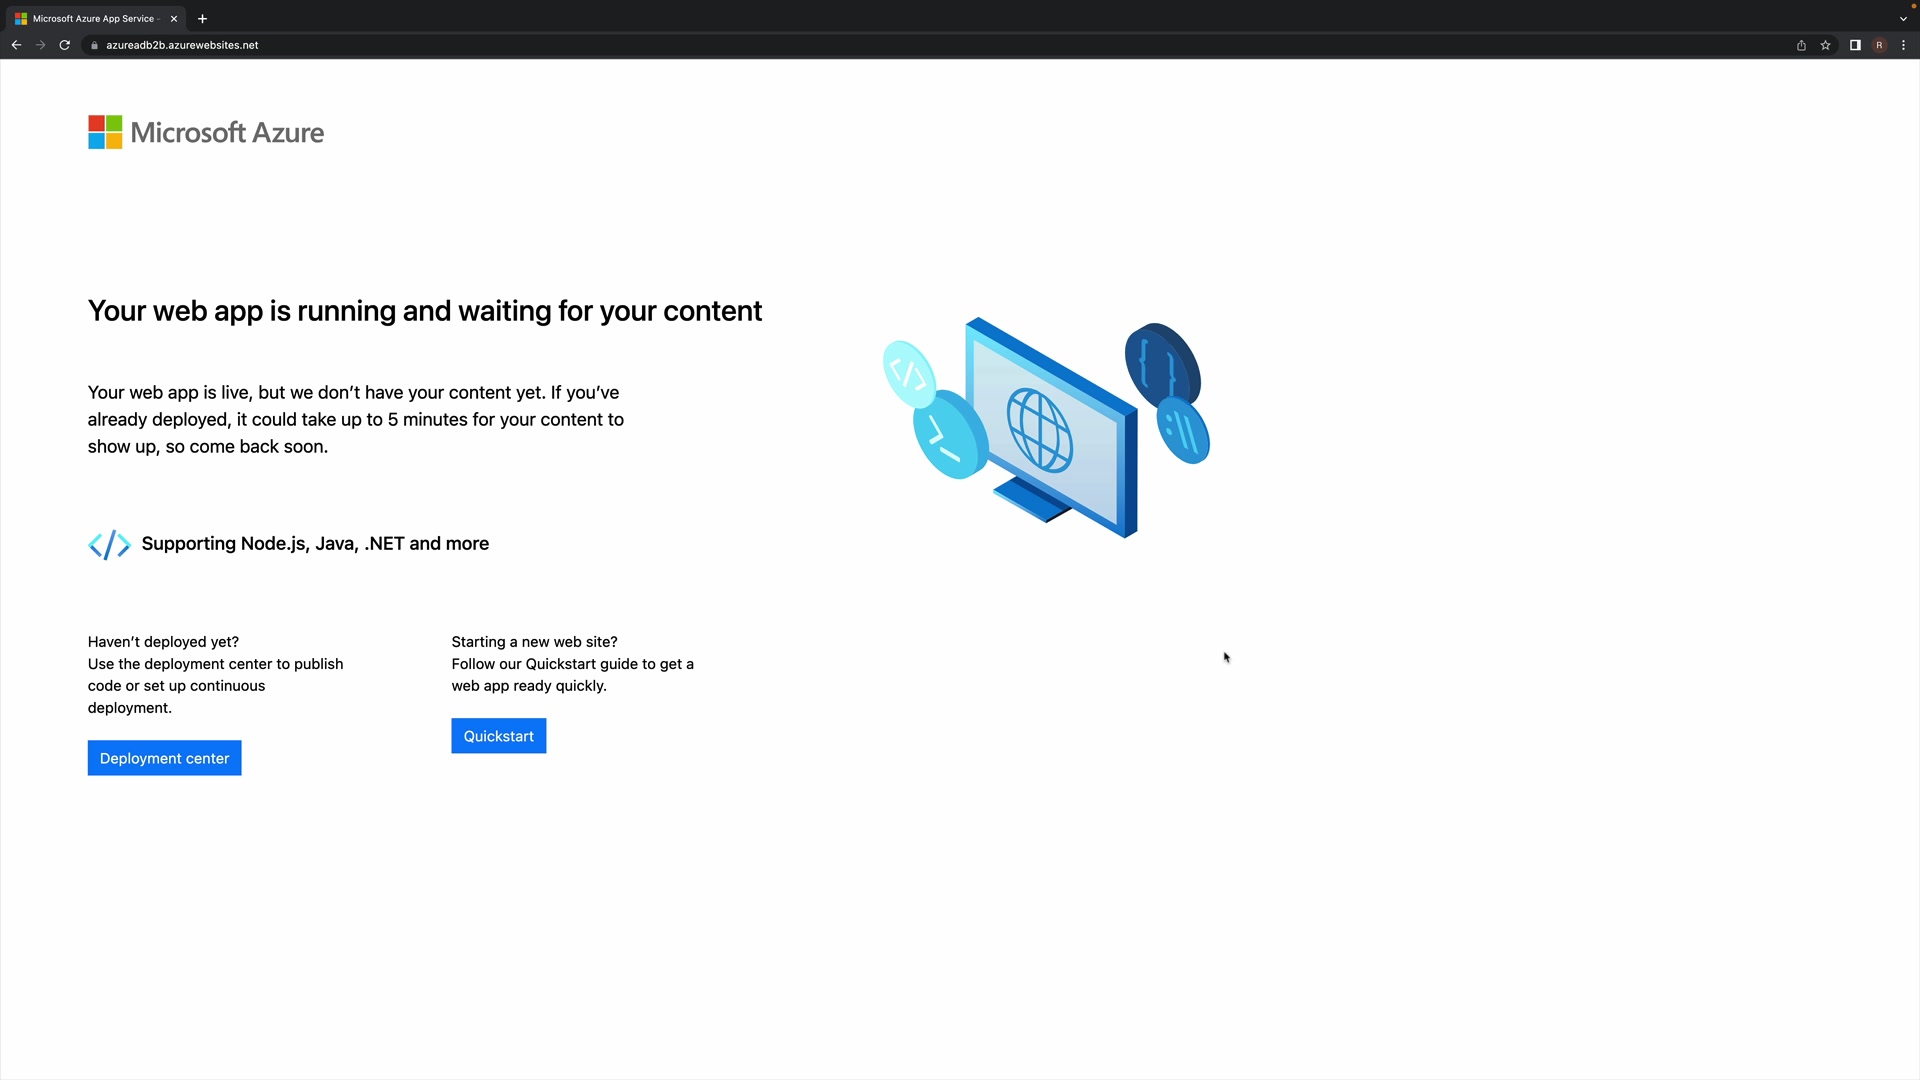 Microsoft Azure App Service -
azureadb2b.azurewebsites.net
R
Microsoft Azure
Your web app is running and waiting for your content
Your web app is live, but we don’t have your content yet. If you’ve
already deployed, it could take up to 5 minutes for your content to
show up, so come back soon.
Supporting Node.js, Java, .NET and more
Haven’t deployed yet?
Use the deployment center to publish
code or set up continuous
deployment.
Deployment center
Starting a new web site?
Follow our Quickstart guide to get a
web app ready quickly.
Quickstart